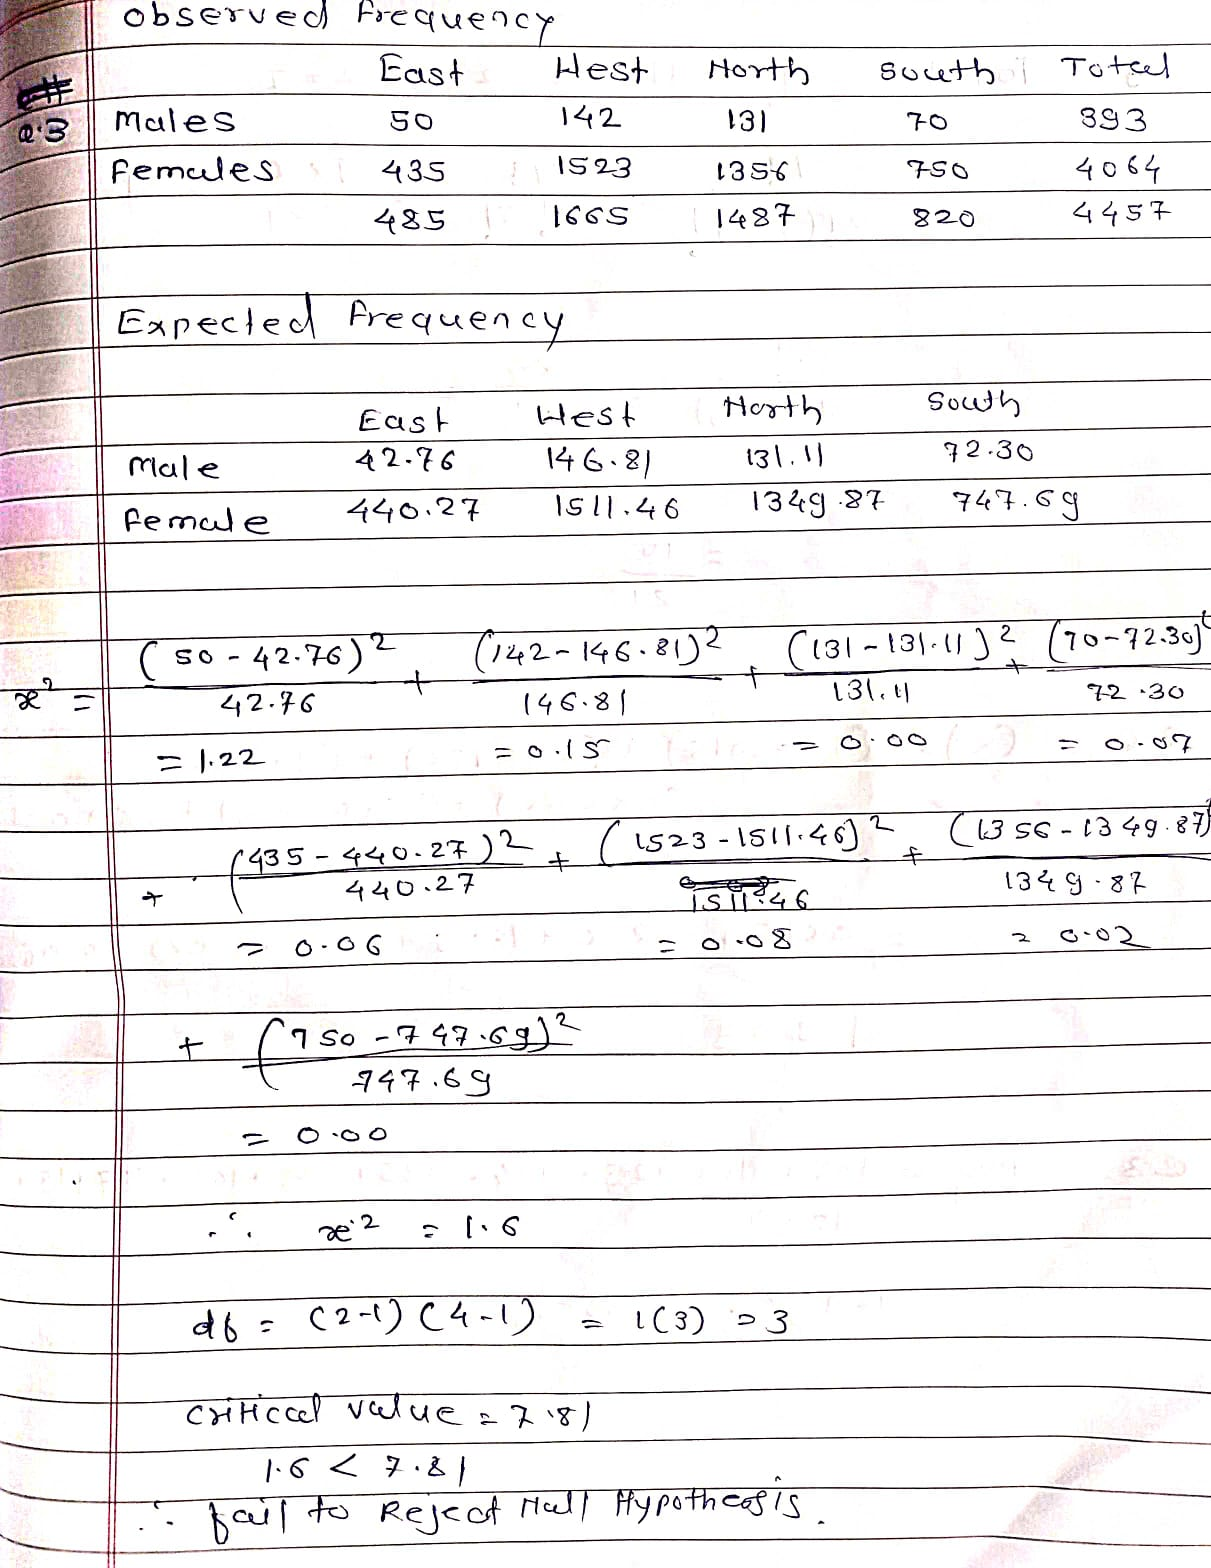 Observed Frequency
East West North South Total
Q.3 Males 50 142 131 70 393
Females 435 1523 1356 750 4064
485 1665 1487 820 4457
Expected Frequency
East West North South
Male 42.76 146.81 131.11 72.30
Female 440.27 1511.46 1349.87 747.69
x² = (50-42.76)²/42.76 + (142-146.81)²/146.81 + (131-131.11)²/131.11 + (70-72.30)²/72.30
= 1.22 = 0.15 = 0.00 = 0.07
+ (435-440.27)²/440.27 + (1523-1511.46)²/1511.46 + (1356-1349.87)²/1349.87
= 0.06 = 0.08 = 0.02
+ (750-747.69)²/747.69
= 0.00
∴ x² = 1.6
df = (2-1)(4-1) = 1(3) = 3
Critical value = 7.81
1.6 < 7.81
∴ fail to Reject Null Hypothesis.